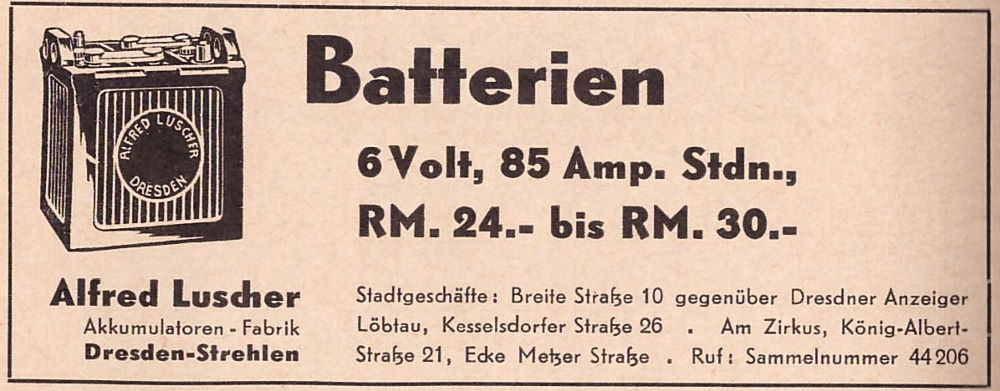 ALFRED LUSCHER
DRESDEN
Batterien
6 Volt, 85 Amp. Stdn.,
RM. 24.- bis RM. 30.-
Alfred Luscher
Akkumulatoren - Fabrik
Dresden-Strehlen
Stadtgeschäfte: Breite Straße 10 gegenüber Dresdner Anzeiger
Löbtau, Kesselsdorfer Straße 26 . Am Zirkus, König-Albert-
Straße 21, Ecke Metzer Straße . Ruf: Sammelnummer 44206